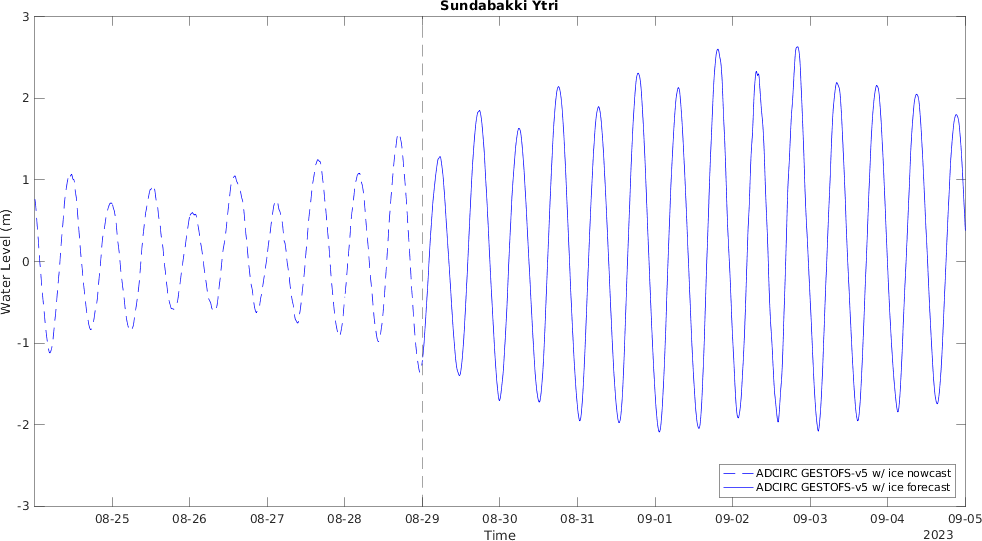 Sundabakki Ytri
3
2
1
0
-1
-2
-3
Water Level (m)
08-25 08-26 08-27 08-28 08-29 08-30 08-31 09-01 09-02 09-03 09-04 09-05
Time
2023
ADCIRC GESTOFS-v5 w/ ice nowcast
ADCIRC GESTOFS-v5 w/ ice forecast